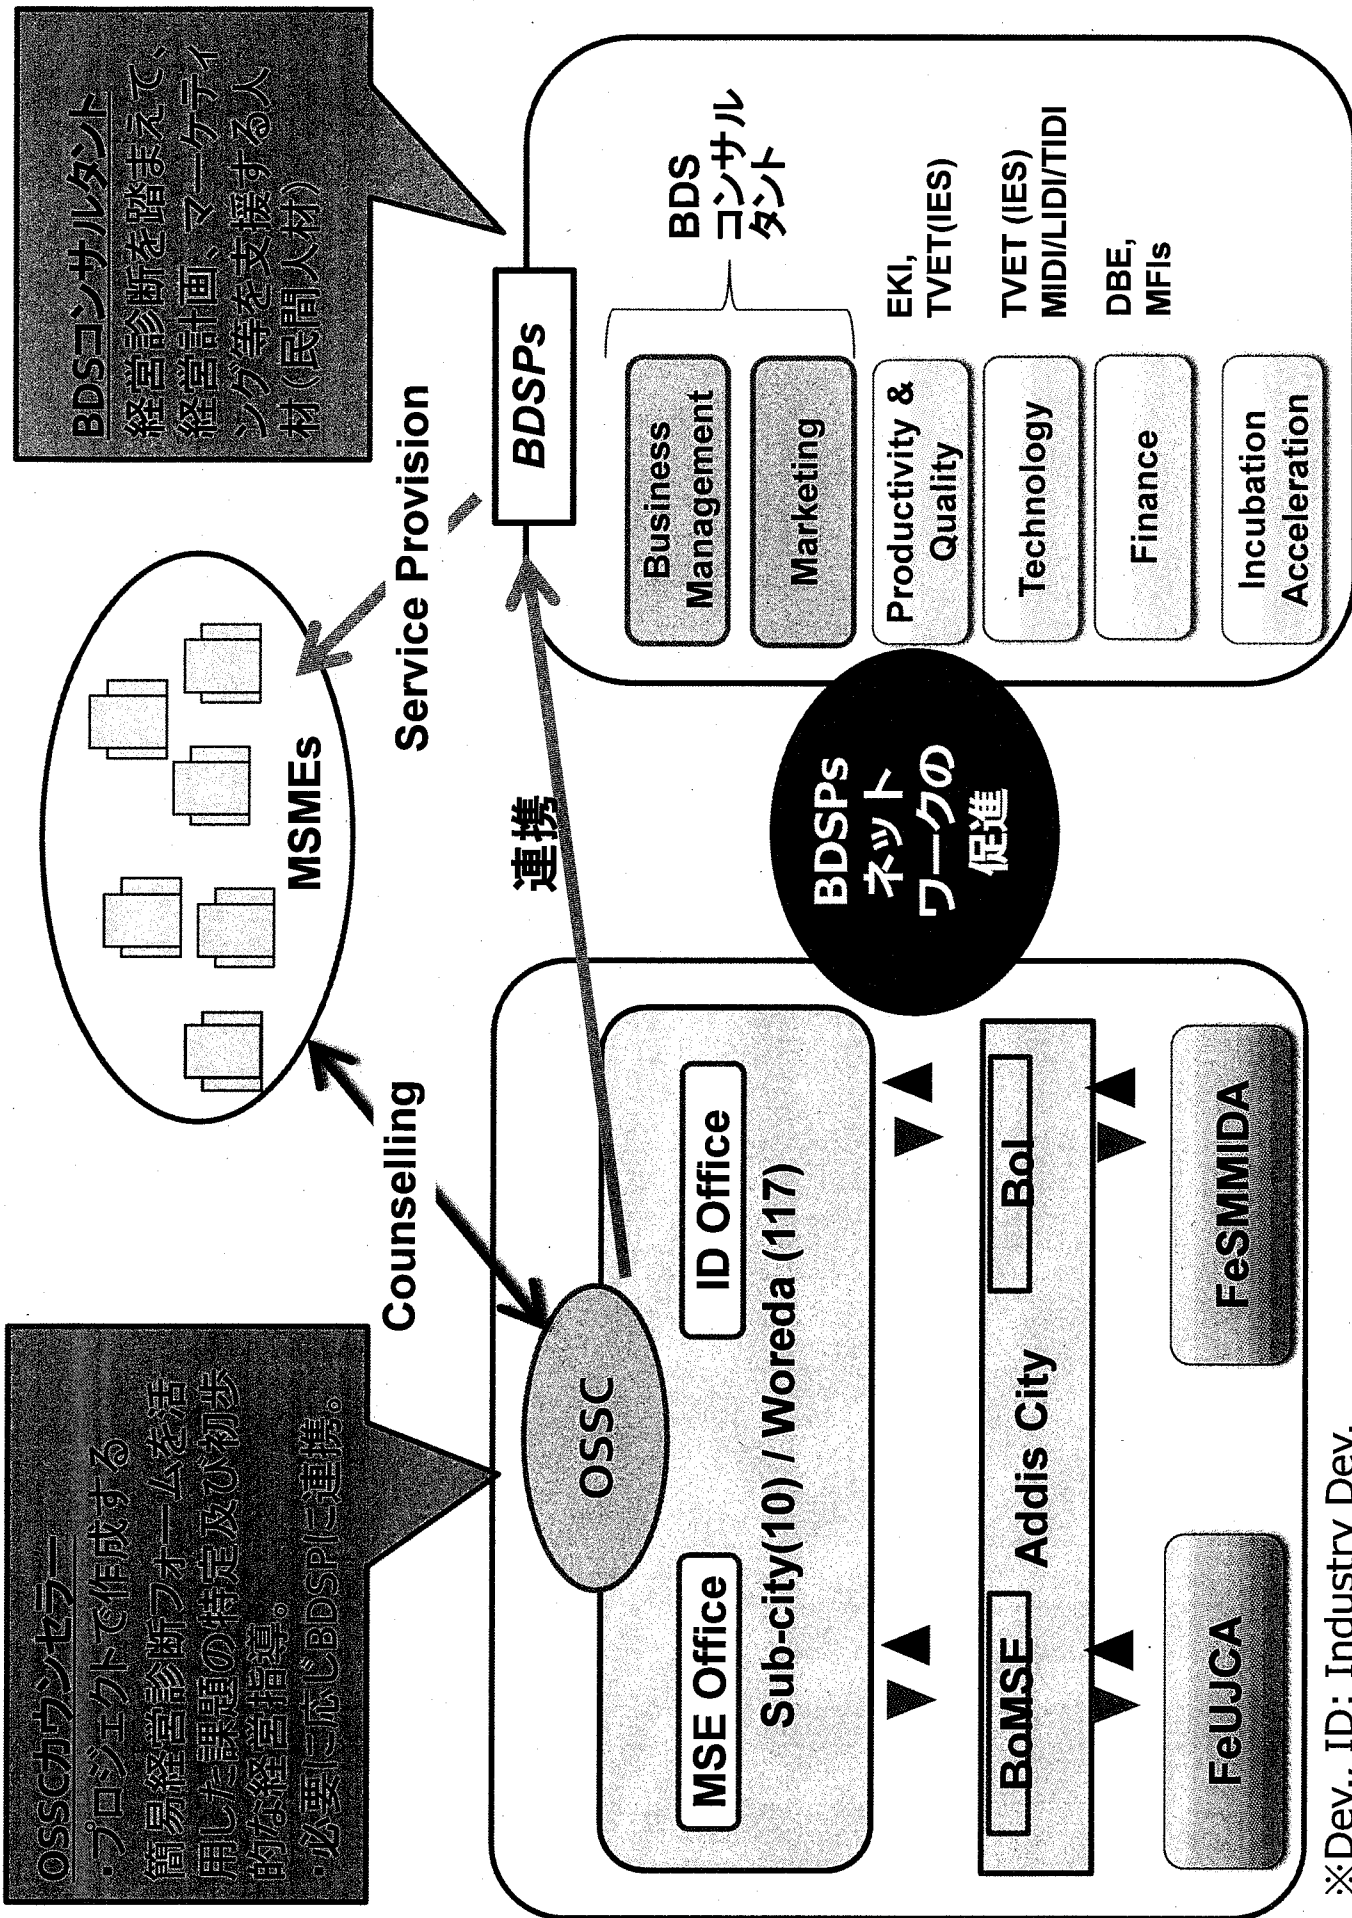 OSSCカウンセラー
・プロジェクトで作成する
簡易経営診断フォームを活
用した課題の特定及び初歩
的な経営指導。
・必要に応じBDSPに連携。
BDSコンサルタント
経営診断を踏まえて、
経営計画、マーケティ
ング等を支援する人
材（民間人材）
MSMEs
Counselling
Service Provision
連携
OSSC
MSE Office
ID Office
Sub-city(10) / Woreda (117)
BoMSE
Addis City
BoI
FeUJCA
FeSMMIDA
BDSPs
ネット
ワークの
促進
BDSPs
Business
Management
Marketing
BDS
コンサル
タント
Productivity &
Quality
EKI,
TVET(IES)
Technology
TVET (IES)
MIDI/LIDI/TIDI
Finance
DBE,
MFIs
Incubation
Acceleration
※Dev., ID: Industry Dev.